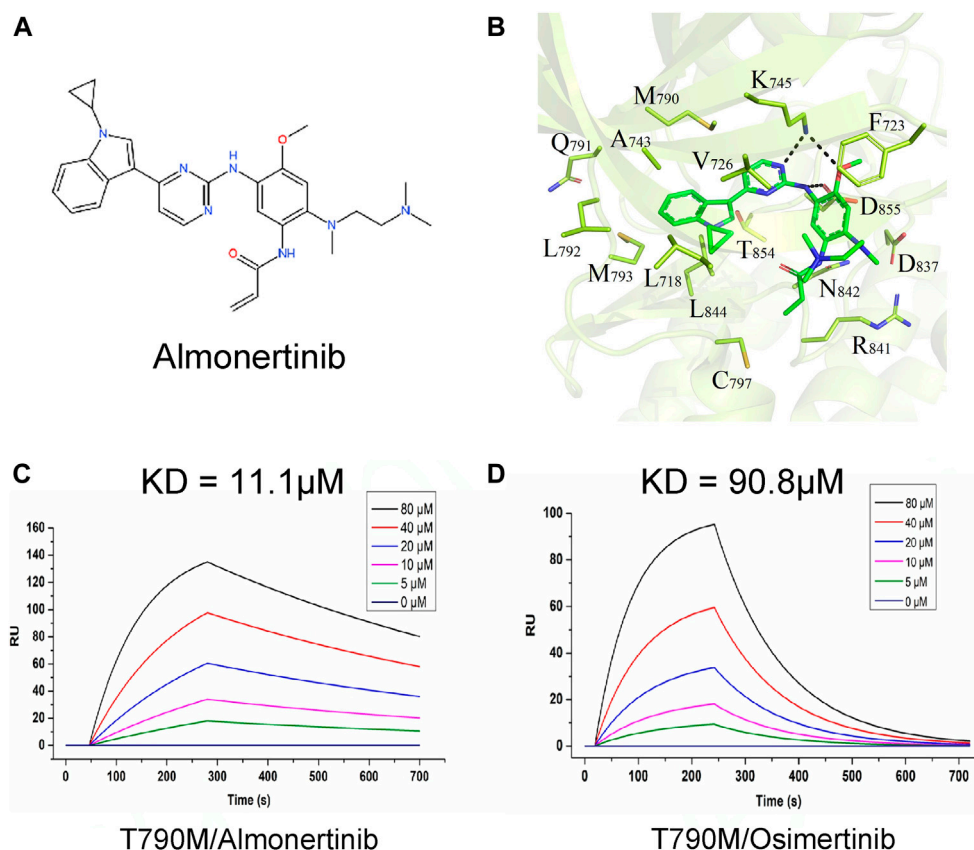 A
N
N
H
N
O
N
N
N
N
NH
O
Almonertinib
B
K745
M790
F723
Q791
A743
V726
D855
L792
T854
M793
L718
D837
N842
L844
R841
C797
C
KD = 11.1μM
80 μM
40 μM
20 μM
10 μM
5 μM
0 μM
160
140
120
100
80
60
40
20
0
RU
0 100 200 300 400 500 600 700
Time (s)
T790M/Almonertinib
D
KD = 90.8μM
80 μM
40 μM
20 μM
10 μM
5 μM
0 μM
100
80
60
40
20
0
RU
0 100 200 300 400 500 600 700
Time (s)
T790M/Osimertinib